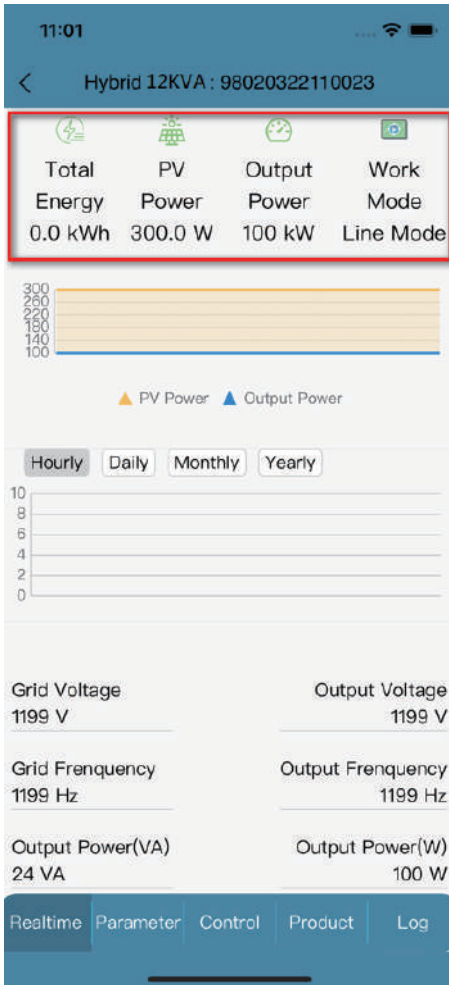 11:01
Hybrid 12KVA : 98020322110023
Total Energy 0.0 kWh
PV Power 300.0 W
Output Power 100 kW
Work Mode Line Mode
300
260
220
180
140
100
PV Power Output Power
Hourly Daily Monthly Yearly
10
8
6
4
2
0
Grid Voltage Output Voltage
1199 V 1199 V
Grid Frenquency Output Frenquency
1199 Hz 1199 Hz
Output Power(VA) Output Power(W)
24 VA 100 W
Realtime Parameter Control Product Log